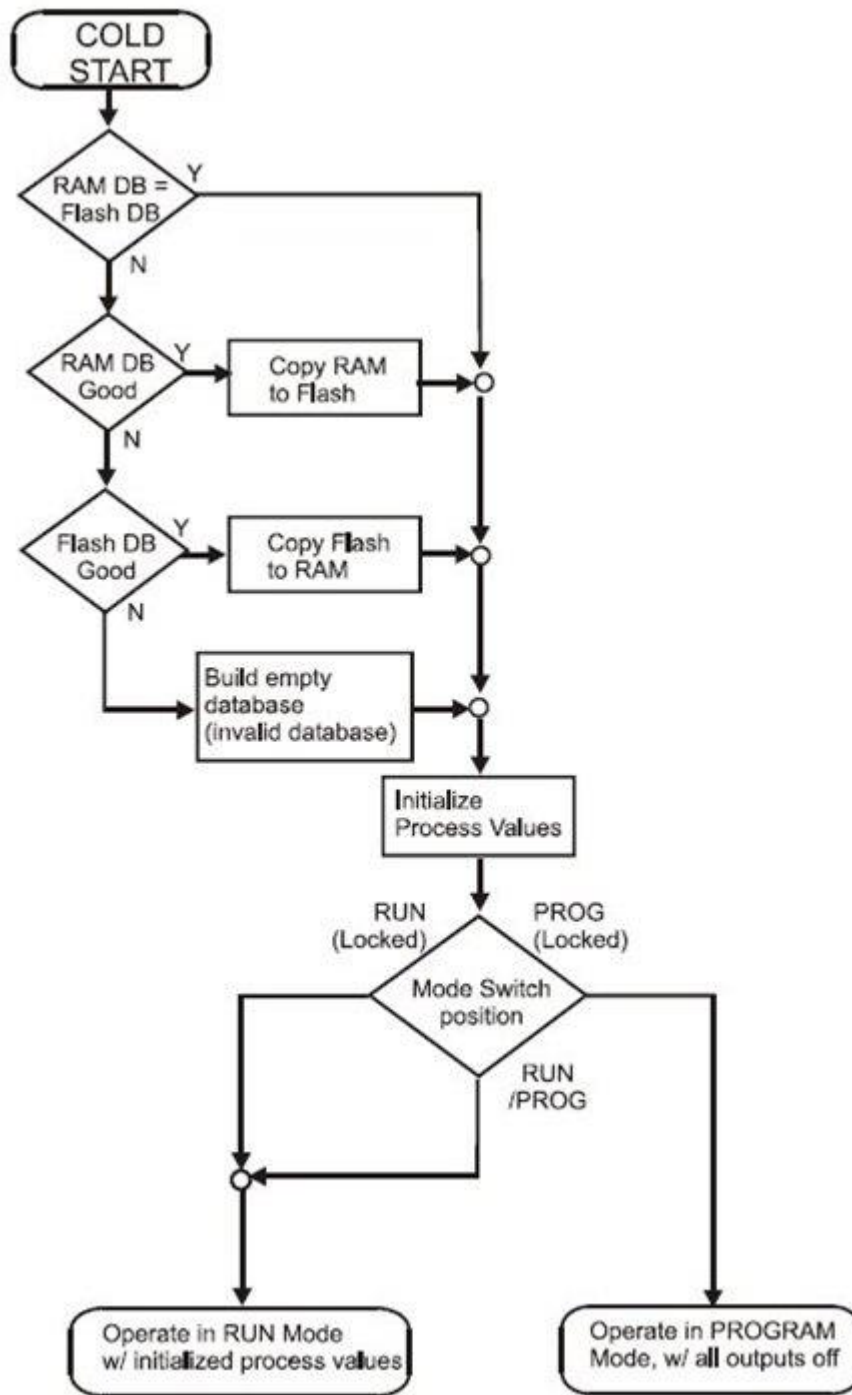 COLD
START
RAM DB =
Flash DB
Y
N
RAM DB
Good
Y
Copy RAM
to Flash
N
Flash DB
Good
Y
Copy Flash
to RAM
N
Build empty
database
(invalid database)
Initialize
Process Values
RUN
(Locked)
PROG
(Locked)
Mode Switch
position
RUN
/PROG
Operate in RUN Mode
w/ initialized process values
Operate in PROGRAM
Mode, w/ all outputs off